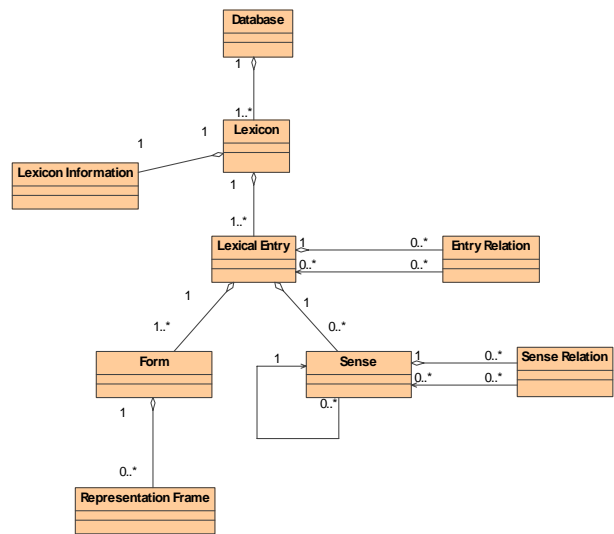 Database
1
1..*
1
1
Lexicon
Lexicon Information
1
1..*
Lexical Entry
1
0..*
Entry Relation
0..*
0..*
1
1
1..*
0..*
Form
Sense
1
1
0..*
Sense Relation
0..*
0..*
0..*
1
0..*
Representation Frame